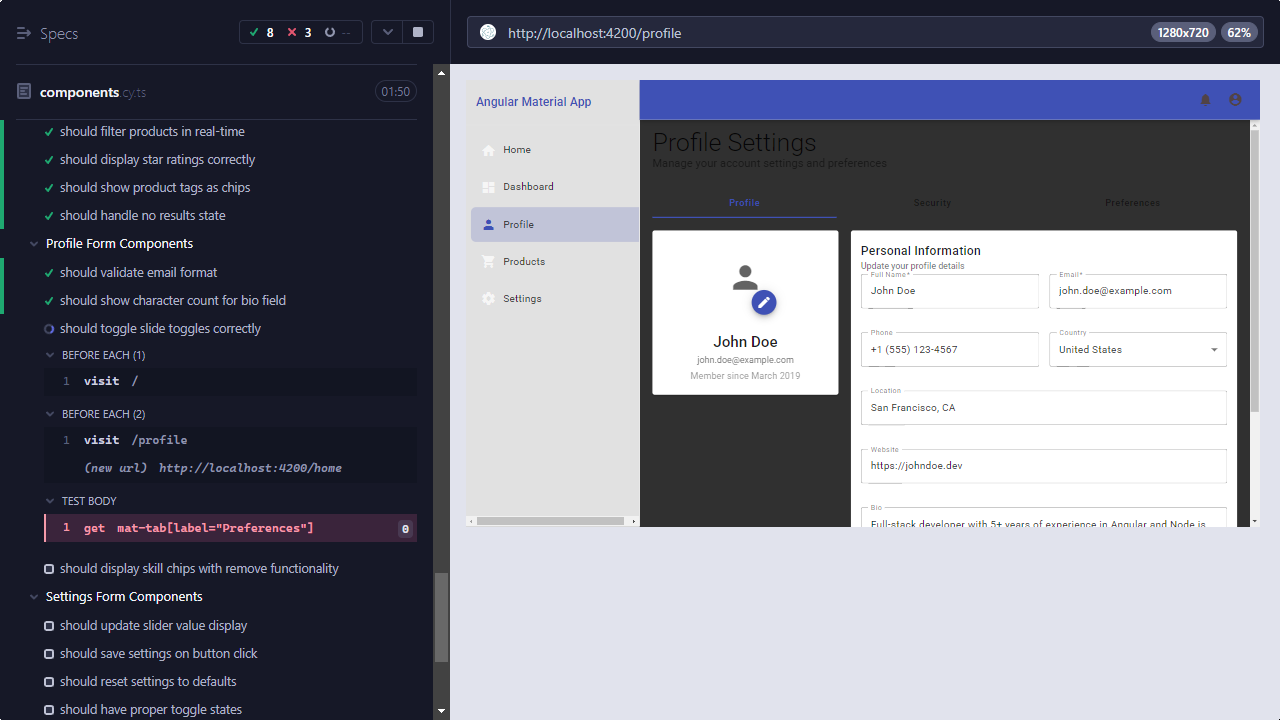 Specs
8
3
--
components.cy.ts
01:50
should filter products in real-time
should display star ratings correctly
should show product tags as chips
should handle no results state
Profile Form Components
should validate email format
should show character count for bio field
should toggle slide toggles correctly
BEFORE EACH (1)
1 visit /
BEFORE EACH (2)
1 visit /profile
(new url) http://localhost:4200/home
TEST BODY
1 get mat-tab[label="Preferences"] 0
should display skill chips with remove functionality
Settings Form Components
should update slider value display
should save settings on button click
should reset settings to defaults
should have proper toggle states
http://localhost:4200/profile
1280x720
62%
Angular Material App
Home
Dashboard
Profile
Products
Settings
Profile Settings
Manage your account settings and preferences
Profile
Security
Preferences
John Doe
john.doe@example.com
Member since March 2019
Personal Information
Update your profile details
Full Name*
John Doe
Email*
john.doe@example.com
Phone
+1 (555) 123-4567
Country
United States
Location
San Francisco, CA
Website
https://johndoe.dev
Bio
Full-stack developer with 5+ years of experience in Angular and Node.js.